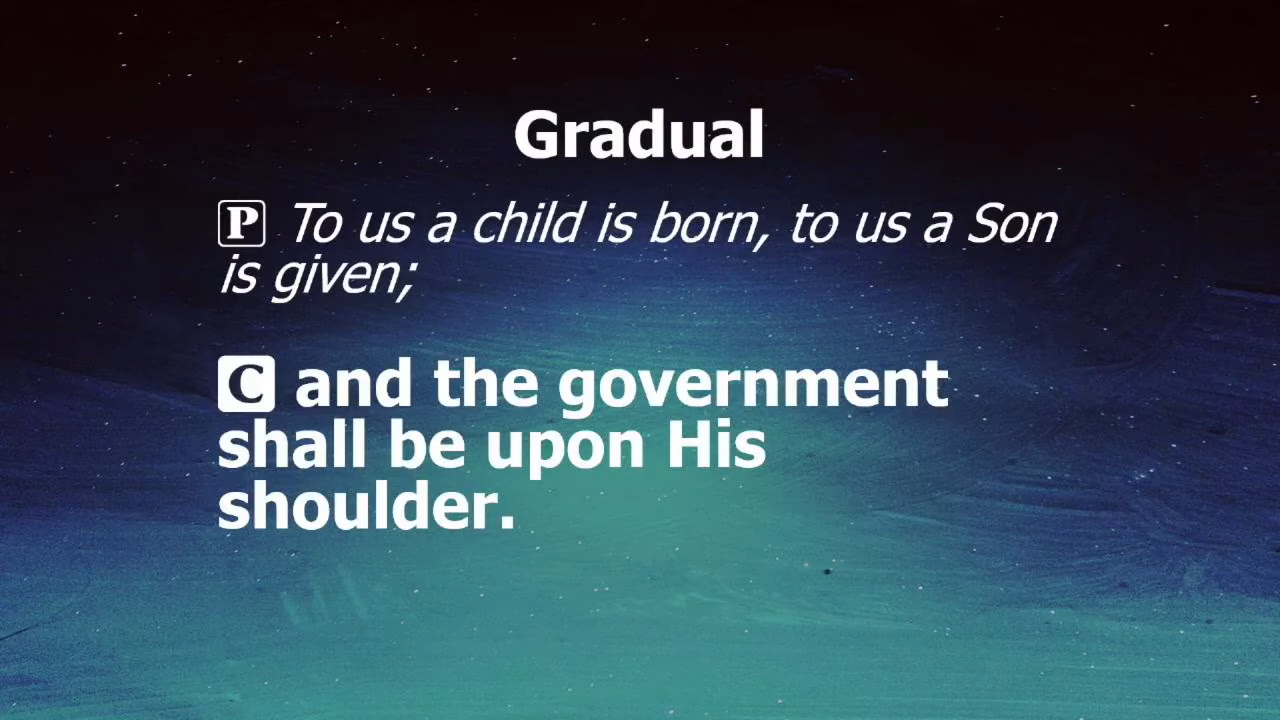 Gradual
P To us a child is born, to us a Son
is given;
C and the government
shall be upon His
shoulder.